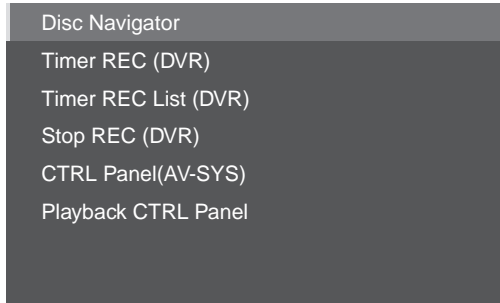 Disc Navigator
Timer REC (DVR)
Timer REC List (DVR)
Stop REC (DVR)
CTRL Panel(AV-SYS)
Playback CTRL Panel